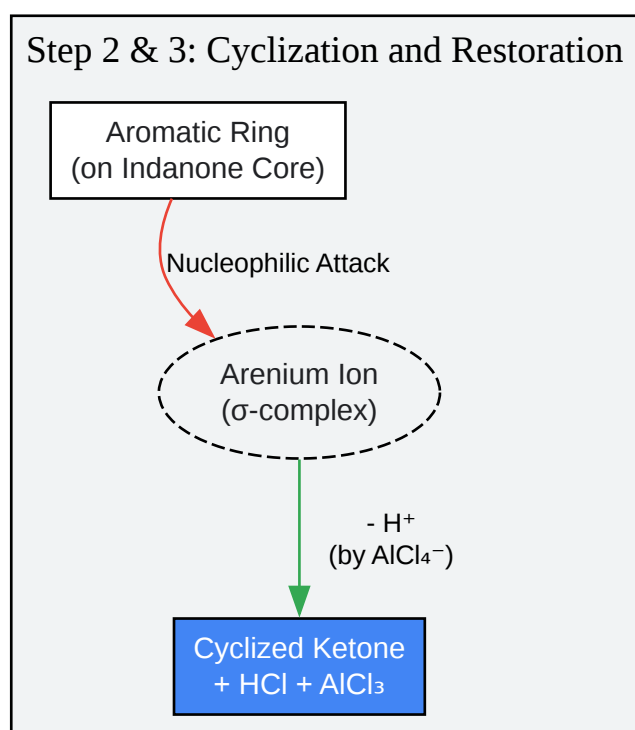 Step 2 & 3: Cyclization and Restoration
Aromatic Ring
(on Indanone Core)
Nucleophilic Attack
Arenium Ion
(σ-complex)
- H⁺
(by AlCl₄⁻)
Cyclized Ketone
+ HCl + AlCl₃